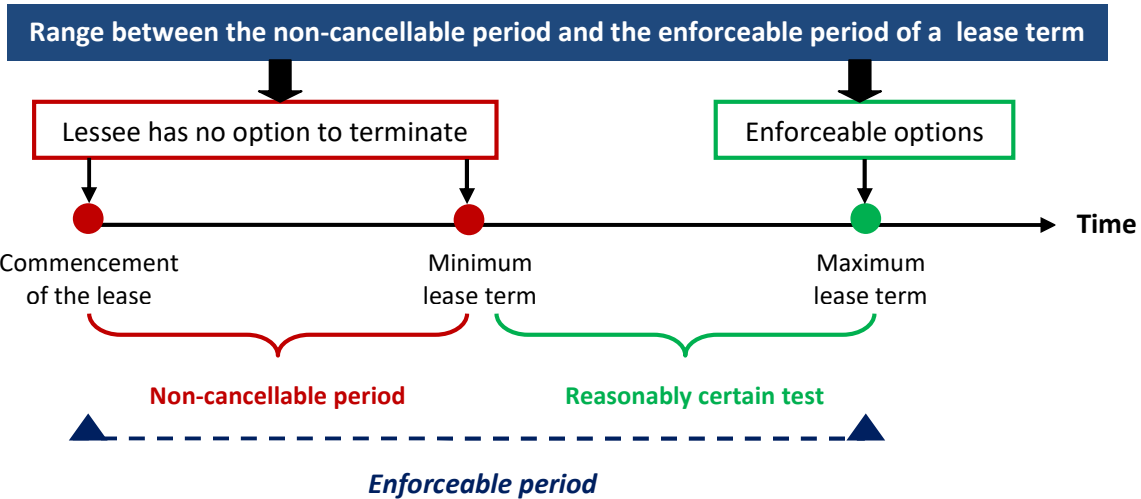 Range between the non-cancellable period and the enforceable period of a lease term
Lessee has no option to terminate
Enforceable options
Time
Commencement
of the lease
Minimum
lease term
Maximum
lease term
Non-cancellable period
Reasonably certain test
Enforceable period